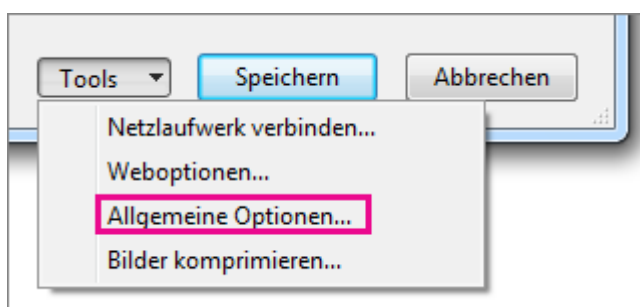 Tools Speichern Abbrechen
Netzlaufwerk verbinden...
Weboptionen...
Allgemeine Optionen...
Bilder komprimieren...